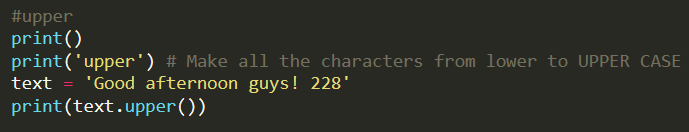 #upper
print()
print('upper') # Make all the characters from lower to UPPER CASE
text = 'Good afternoon guys! 228'
print(text.upper())